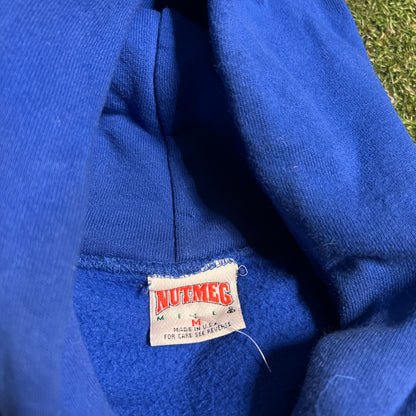 NUTMEG
MILLS
M
MADE IN U.S.A.
FOR CARE SEE REVERSE